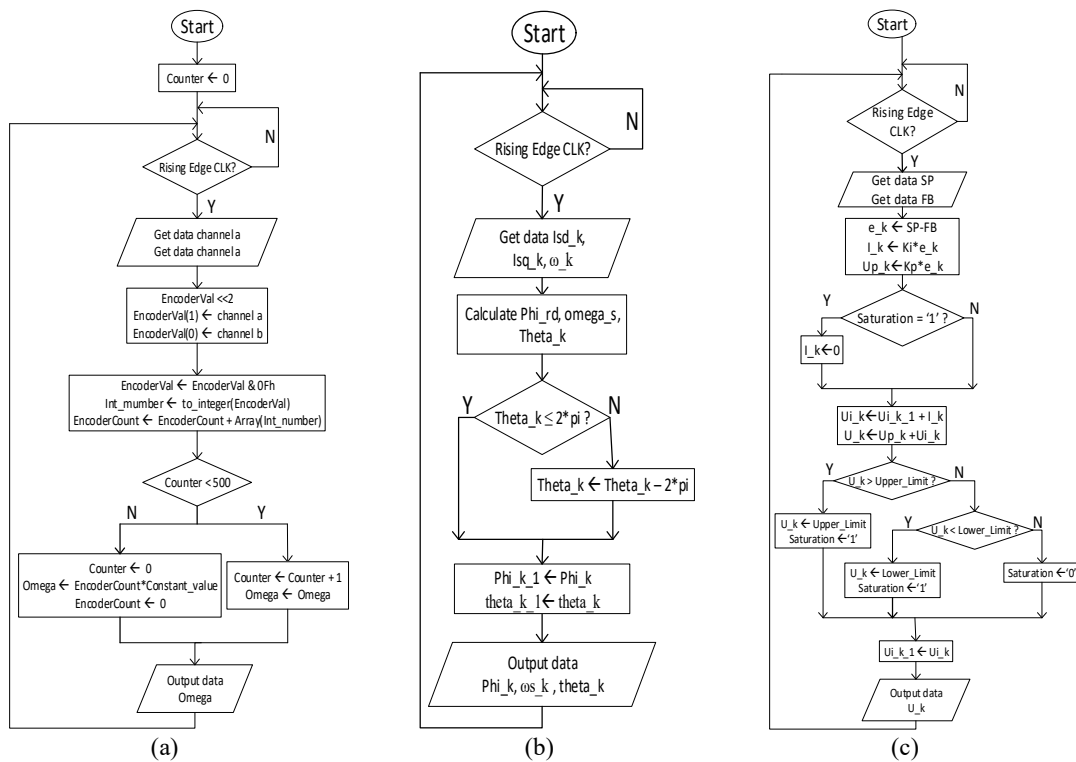 Start
Counter ← 0
N
Rising Edge CLK?
Y
Get data channel a
Get data channel a
EncoderVal <<2
EncoderVal(1) ← channel a
EncoderVal(0) ← channel b
EncoderVal ← EncoderVal & 0Fh
Int_mumber ← to_integer(EncoderVal)
EncoderCount ← EncoderCount + Array(Int_number)
Counter < 500
N
Y
Counter ← 0
Omega ← EncoderCount*Constant_value
EncoderCount ← 0
Counter ← Counter + 1
Omega ← Omega
Output data
Omega
(a)
Start
N
Rising Edge CLK?
Y
Get data Isd_k,
Isq_k, ω_k
Calculate Phi_rd, omega_s,
Theta_k
Y
N
Theta_k ≤ 2*pi ?
Theta_k ← Theta_k – 2*pi
Phi_k_1 ← Phi_k
theta_k_1 ← theta_k
Output data
Phi_k, ωs_k , theta_k
(b)
Start
N
Rising Edge
CLK?
Y
Get data SP
Get data FB
e_k ← SP-FB
I_k ← Ki*e_k
Up_k ← Kp*e_k
Y
N
Saturation = ‘1’ ?
I_k ← 0
Ui_k ← Ui_k_1 + I_k
U_k ← Up_k + Ui_k
Y
N
U_k > Upper_Limit ?
U_k ← Upper_Limit
Saturation ← ‘1’
Y
N
U_k < Lower_Limit ?
U_k ← Lower_Limit
Saturation ← ‘1’
Saturation ← ‘0’
Ui_k_1 ← Ui_k
Output data
U_k
(c)